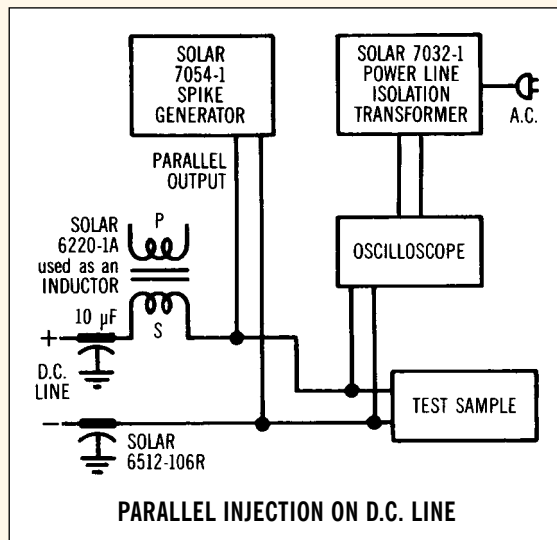 SOLAR
7054-1
SPIKE
GENERATOR
SOLAR 7032-1
POWER LINE
ISOLATION
TRANSFORMER
A.C.
PARALLEL
OUTPUT
SOLAR
6220-1A
used as an
INDUCTOR
P
S
OSCILLOSCOPE
10 µF
+
D.C.
LINE
−
TEST SAMPLE
SOLAR
6512-106R
PARALLEL INJECTION ON D.C. LINE